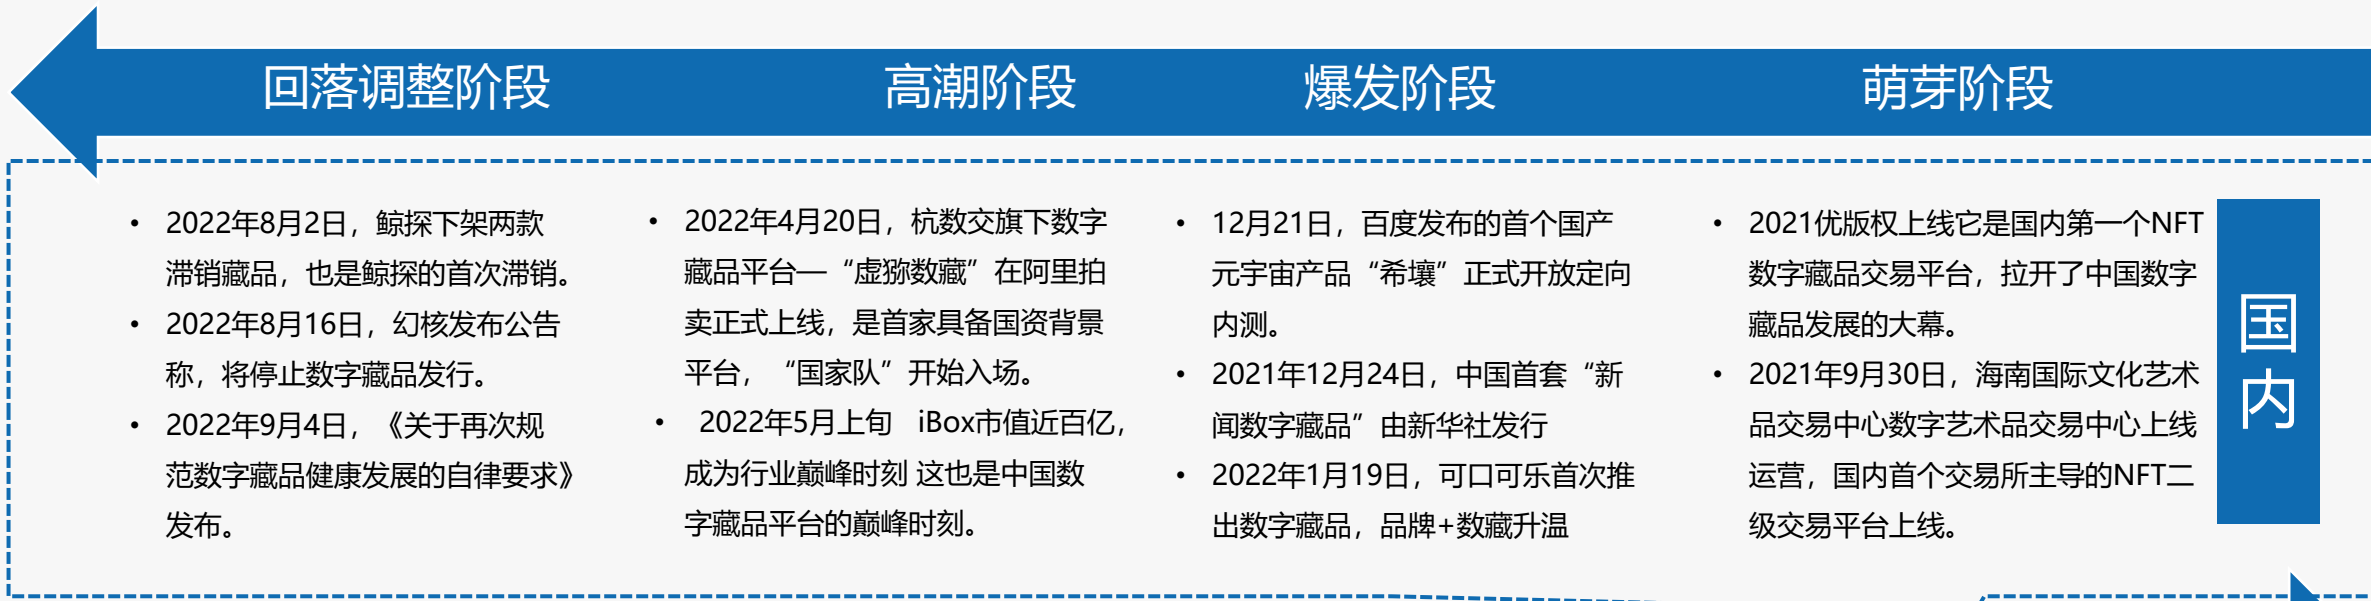 回落调整阶段
高潮阶段
爆发阶段
萌芽阶段
• 2022年8月2日，鲸探下架两款
滞销藏品，也是鲸探的首次滞销。
• 2022年8月16日，幻核发布公告
称，将停止数字藏品发行。
• 2022年9月4日，《关于再次规
范数字藏品健康发展的自律要求》
发布。
• 2022年4月20日，杭数交旗下数字
藏品平台—“虚猕数藏”在阿里拍
卖正式上线，是首家具备国资背景
平台，“国家队”开始入场。
• 2022年5月上旬 iBox市值近百亿，
成为行业巅峰时刻 这也是中国数
字藏品平台的巅峰时刻。
• 12月21日，百度发布的首个国产
元宇宙产品“希壤”正式开放定向
内测。
• 2021年12月24日，中国首套“新
闻数字藏品”由新华社发行
• 2022年1月19日，可口可乐首次推
出数字藏品，品牌+数藏升温
• 2021优版权上线它是国内第一个NFT
数字藏品交易平台，拉开了中国数字
藏品发展的大幕。
• 2021年9月30日，海南国际文化艺术
品交易中心数字艺术品交易中心上线
运营，国内首个交易所主导的NFT二
级交易平台上线。
国
内